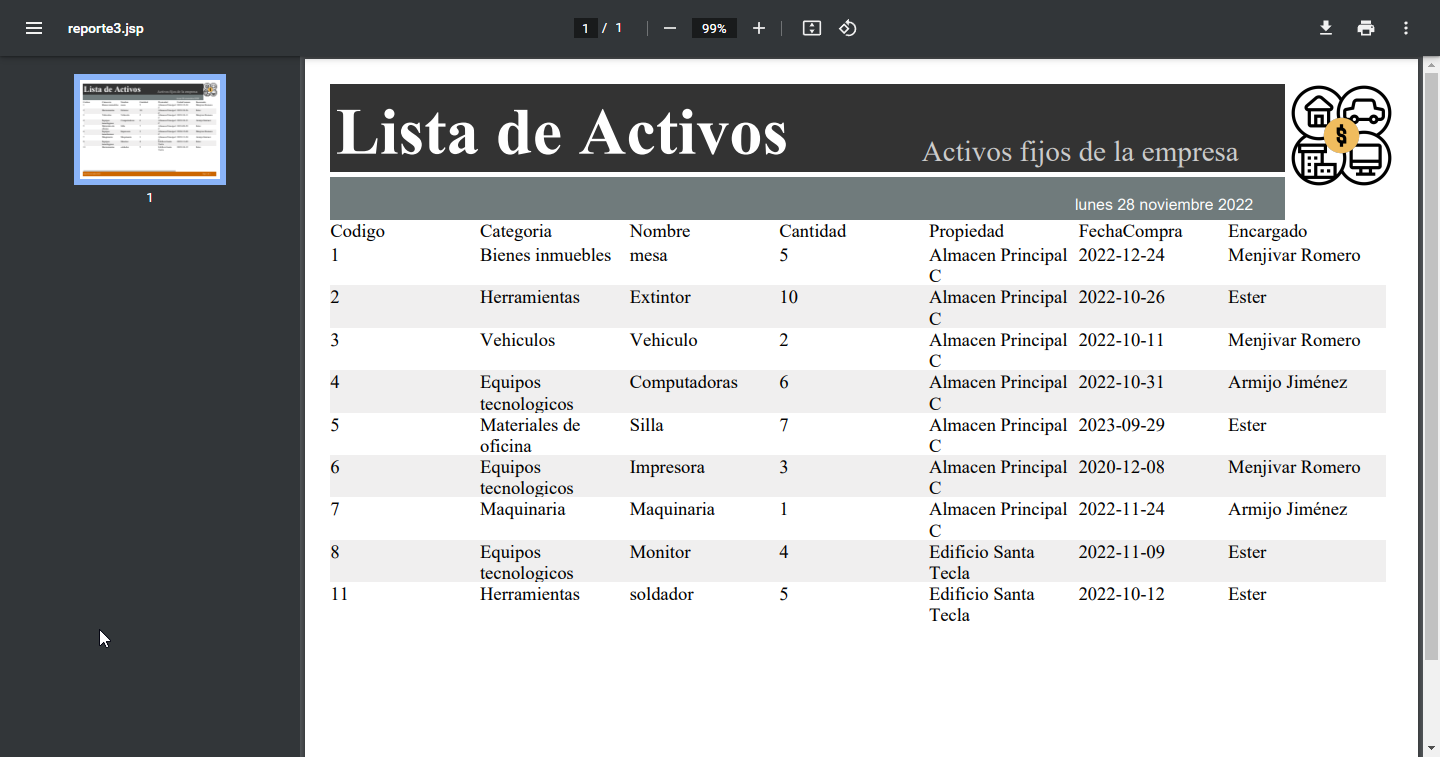 reporte3.jsp 1 / 1 99%
Lista de Activos
1
Lista de Activos
Activos fijos de la empresa
$
lunes 28 noviembre 2022
Codigo Categoria Nombre Cantidad Propiedad FechaCompra Encargado
1 Bienes inmuebles mesa 5 Almacen Principal 2022-12-24 Menjivar Romero
C
2 Herramientas Extintor 10 Almacen Principal 2022-10-26 Ester
C
3 Vehiculos Vehiculo 2 Almacen Principal 2022-10-11 Menjivar Romero
C
4 Equipos Computadoras 6 Almacen Principal 2022-10-31 Armijo Jiménez
tecnologicos C
5 Materiales de Silla 7 Almacen Principal 2023-09-29 Ester
oficina C
6 Equipos Impresora 3 Almacen Principal 2020-12-08 Menjivar Romero
tecnologicos C
7 Maquinaria Maquinaria 1 Almacen Principal 2022-11-24 Armijo Jiménez
C
8 Equipos Monitor 4 Edificio Santa 2022-11-09 Ester
tecnologicos Tecla
11 Herramientas soldador 5 Edificio Santa 2022-10-12 Ester
Tecla